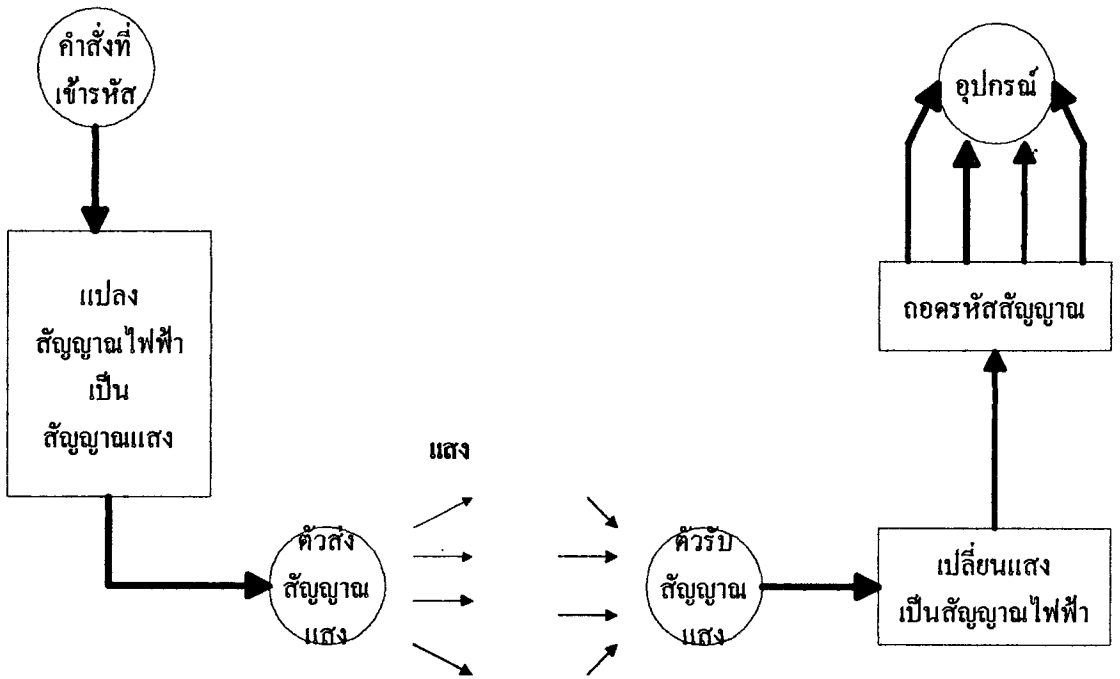 คำสั่งที่
เข้ารหัส
แปลง
สัญญาณไฟฟ้า
เป็น
สัญญาณแสง
ตัวส่ง
สัญญาณ
แสง
แสง
ตัวรับ
สัญญาณ
แสง
เปลี่ยนแสง
เป็นสัญญาณไฟฟ้า
ถอดรหัสสัญญาณ
อุปกรณ์